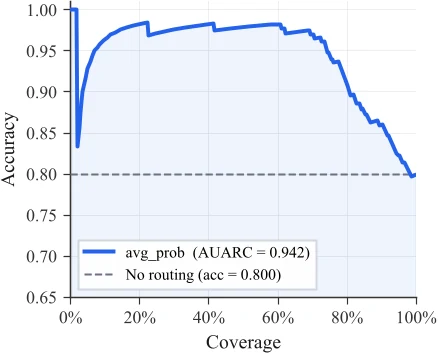 1.00
0.95
0.90
0.85
0.80
0.75
0.70
0.65
Accuracy
avg_prob (AUARC = 0.942)
No routing (acc = 0.800)
0% 20% 40% 60% 80% 100%
Coverage